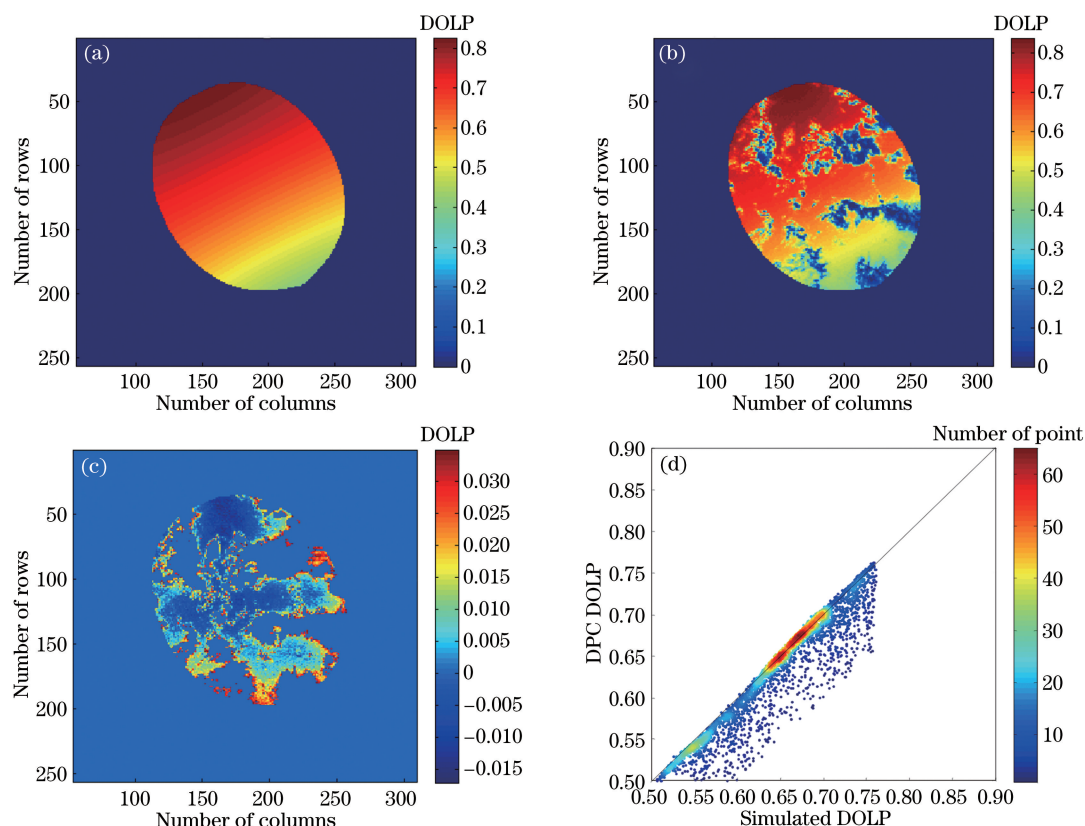 DOLP
(a)
0.8
0.7
0.6
0.5
0.4
0.3
0.2
0.1
0
50
100
150
200
250
Number of rows
100 150 200 250 300
Number of columns
DOLP
(b)
0.8
0.7
0.6
0.5
0.4
0.3
0.2
0.1
0
50
100
150
200
250
Number of rows
100 150 200 250 300
Number of columns
DOLP
(c)
0.030
0.025
0.020
0.015
0.010
0.005
0
−0.005
−0.010
−0.015
50
100
150
200
250
Number of rows
100 150 200 250 300
Number of columns
Number of point
(d)
60
50
40
30
20
10
0.90
0.85
0.80
0.75
0.70
0.65
0.60
0.55
0.50
DPC DOLP
0.50 0.55 0.60 0.65 0.70 0.75 0.80 0.85 0.90
Simulated DOLP